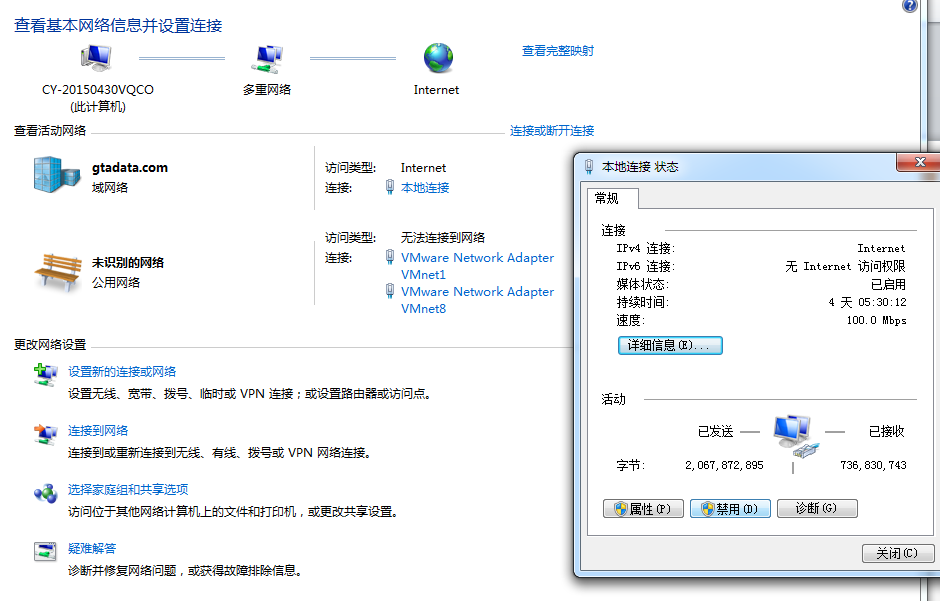 查看基本网络信息并设置连接
查看完整映射
CY-20150430VQCO
(此计算机)
多重网络
Internet
查看活动网络
连接或断开连接
gtadata.com
域网络
访问类型:
Internet
连接:
本地连接
未识别的网络
公用网络
访问类型:
无法连接到网络
连接:
VMware Network Adapter
VMnet1
VMware Network Adapter
VMnet8
更改网络设置
设置新的连接或网络
设置无线、宽带、拨号、临时或 VPN 连接；或设置路由器或访问点。
连接到网络
连接到或重新连接到无线、有线、拨号或 VPN 网络连接。
选择家庭组和共享选项
访问位于其他网络计算机上的文件和打印机，或更改共享设置。
疑难解答
诊断并修复网络问题，或获得故障排除信息。
本地连接 状态
常规
连接
IPv4 连接: Internet
IPv6 连接: 无 Internet 访问权限
媒体状态: 已启用
持续时间: 4 天 05:30:12
速度: 100.0 Mbps
详细信息(E)...
活动
已发送
已接收
字节: 2,067,872,895 | 736,830,743
属性(P)
禁用(D)
诊断(G)
关闭(C)